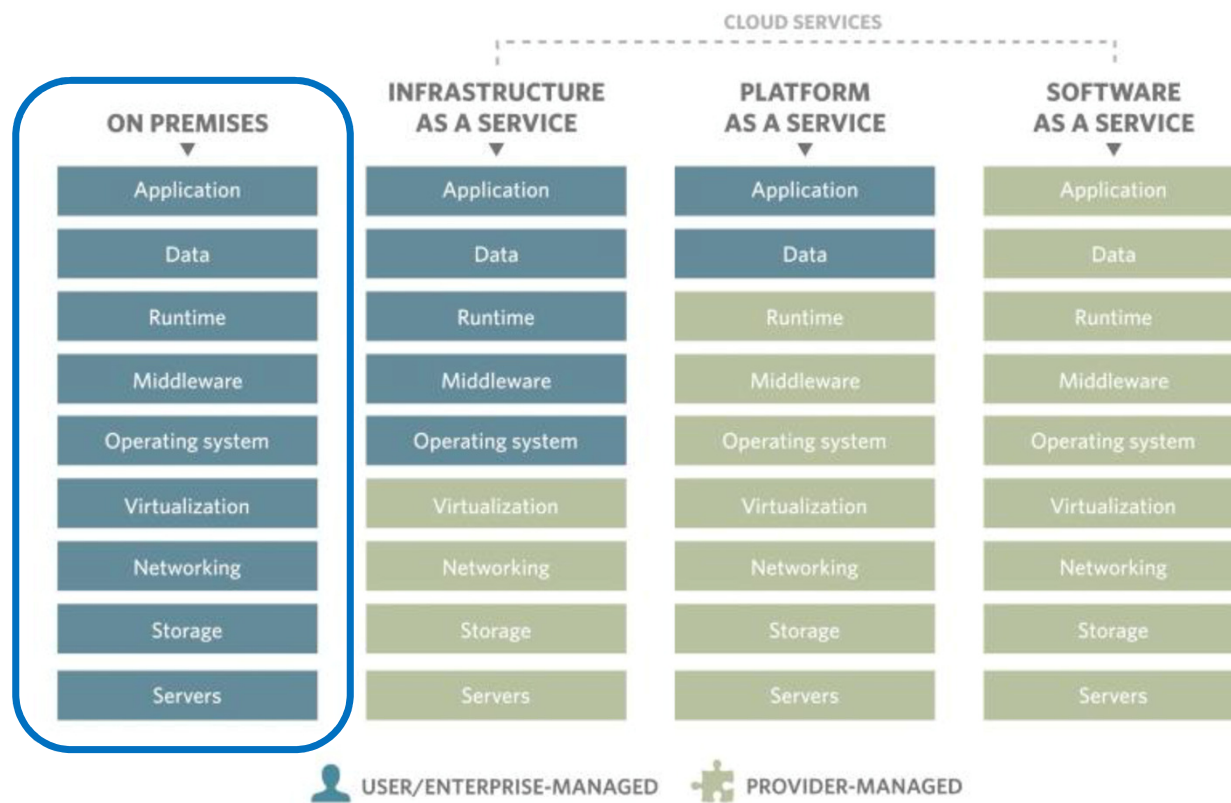 CLOUD SERVICES
ON PREMISES
Application
Data
Runtime
Middleware
Operating system
Virtualization
Networking
Storage
Servers
INFRASTRUCTURE
AS A SERVICE
Application
Data
Runtime
Middleware
Operating system
Virtualization
Networking
Storage
Servers
PLATFORM
AS A SERVICE
Application
Data
Runtime
Middleware
Operating system
Virtualization
Networking
Storage
Servers
SOFTWARE
AS A SERVICE
Application
Data
Runtime
Middleware
Operating system
Virtualization
Networking
Storage
Servers
USER/ENTERPRISE-MANAGED
PROVIDER-MANAGED